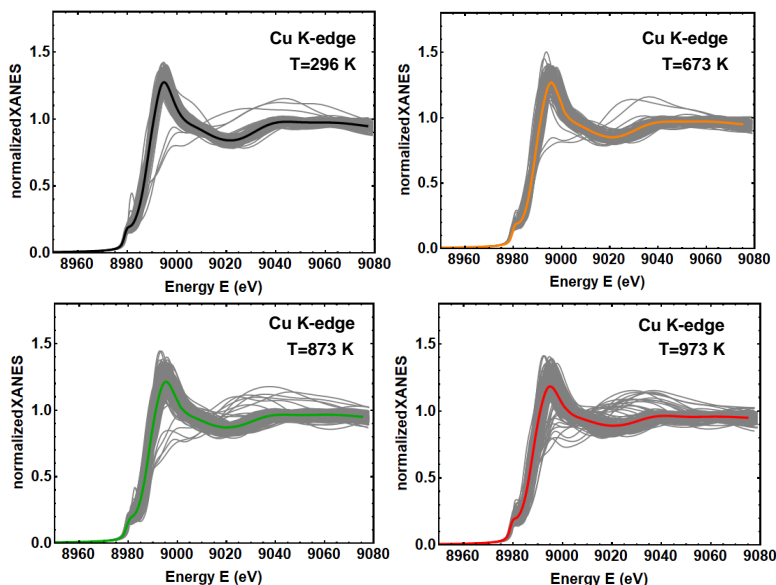 Cu K-edge
T=296 K
normalizedXANES
1.5
1.0
0.5
0.0
8960 8980 9000 9020 9040 9060 9080
Energy E (eV)
Cu K-edge
T=673 K
normalizedXANES
1.5
1.0
0.5
0.0
8960 8980 9000 9020 9040 9060 9080
Energy E (eV)
Cu K-edge
T=873 K
normalizedXANES
1.5
1.0
0.5
0.0
8960 8980 9000 9020 9040 9060 9080
Energy E (eV)
Cu K-edge
T=973 K
normalizedXANES
1.5
1.0
0.5
0.0
8960 8980 9000 9020 9040 9060 9080
Energy E (eV)